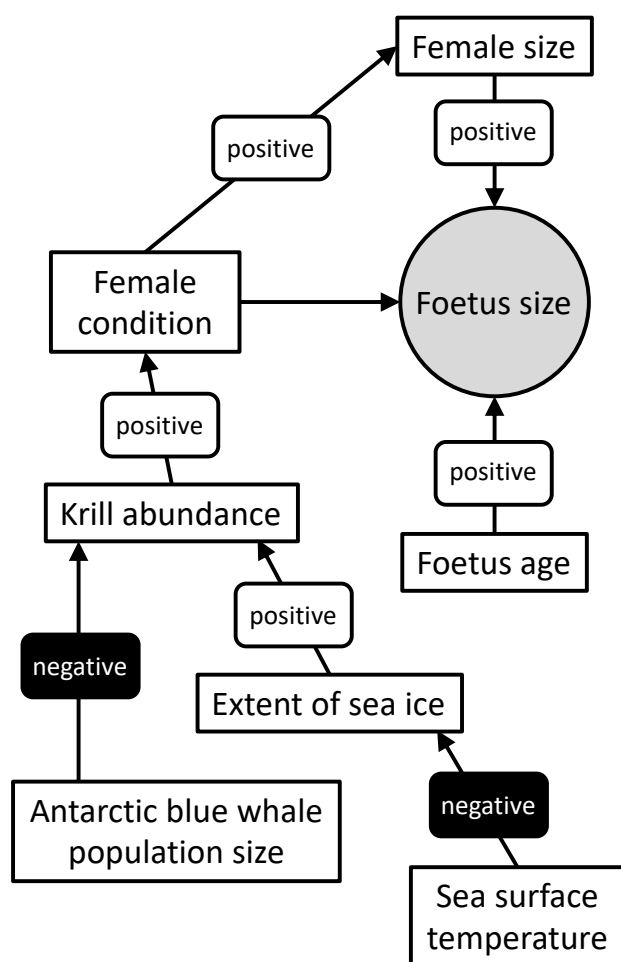 Female size
positive
positive
Female
condition
Foetus size
positive
positive
Krill abundance
Foetus age
positive
negative
Extent of sea ice
Antarctic blue whale
population size
negative
Sea surface
temperature